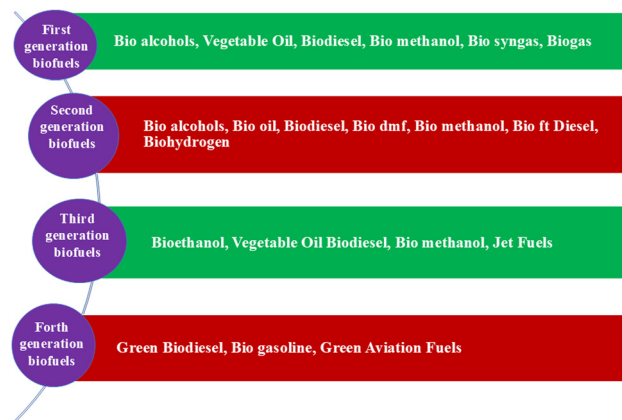 First
generation
biofuels
Bio alcohols, Vegetable Oil, Biodiesel, Bio methanol, Bio syngas, Biogas
Second
generation
biofuels
Bio alcohols, Bio oil, Biodiesel, Bio dmf, Bio methanol, Bio ft Diesel,
Biohydrogen
Third
generation
biofuels
Bioethanol, Vegetable Oil Biodiesel, Bio methanol, Jet Fuels
Forth
generation
biofuels
Green Biodiesel, Bio gasoline, Green Aviation Fuels